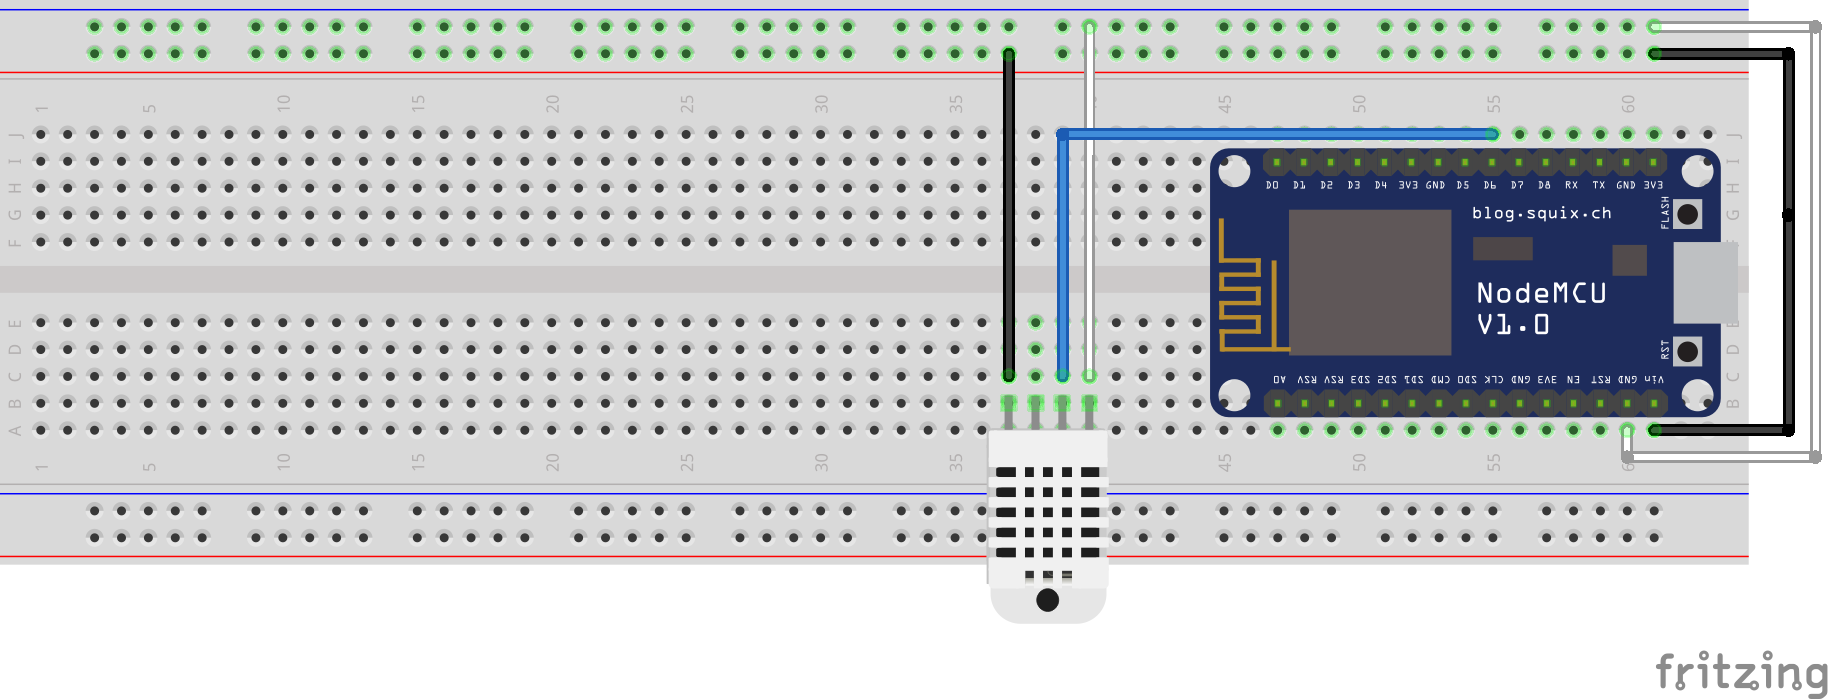 1 5 10 15 20 25 30 35 45 50 55 60
J J
I I
H H
G G
F
D0 D1 D2 D3 D4 3V3 GND D5 D6 D7 D8 RX TX GND 3V3
blog.squix.ch
FLASH
NodeMCU
V1.0
RST
E E
D D
C C
B B
A
A0 RSV RSV SD3 SD2 SD1 CMD SD0 CLK GND 3V3 EN RST GND Vin
1 5 10 15 20 25 30 35 45 50 55 60
fritzing